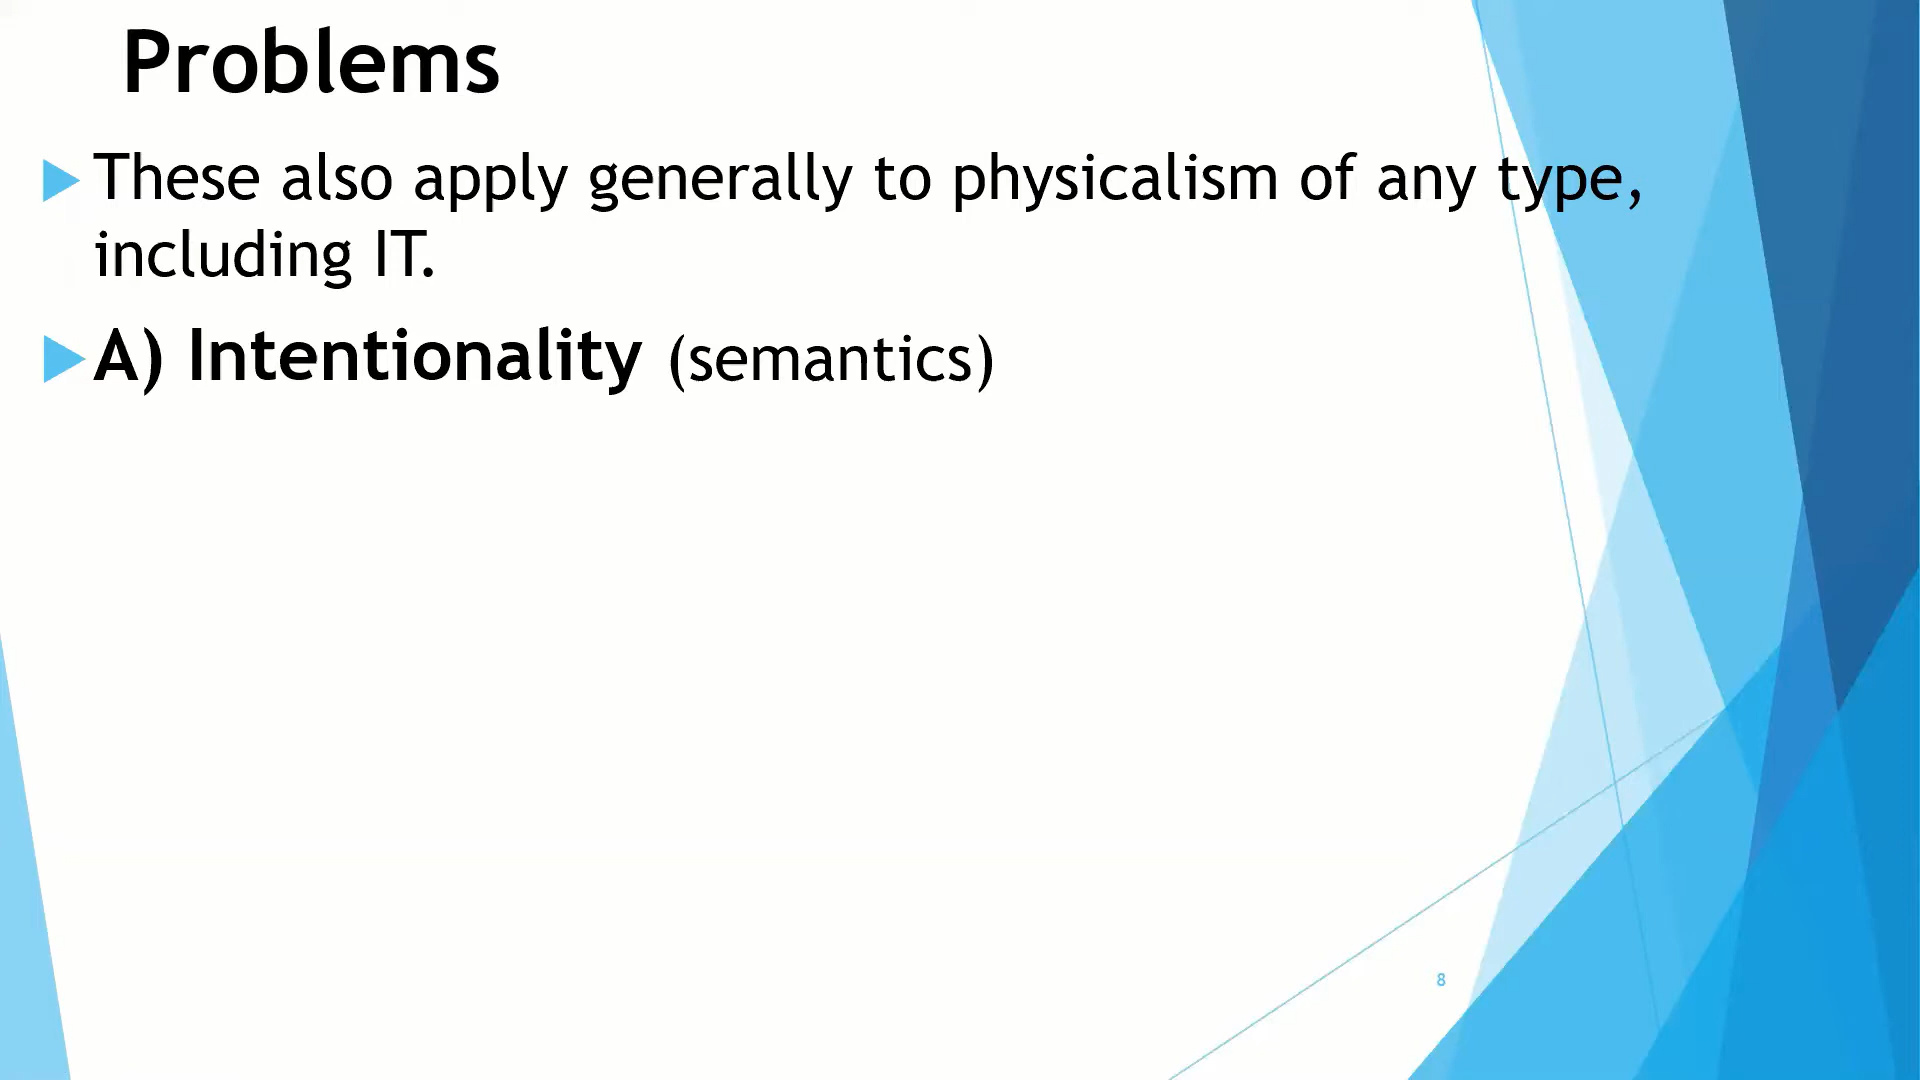 Problems
These also apply generally to physicalism of any type,
including IT.
A) Intentionality (semantics)
8